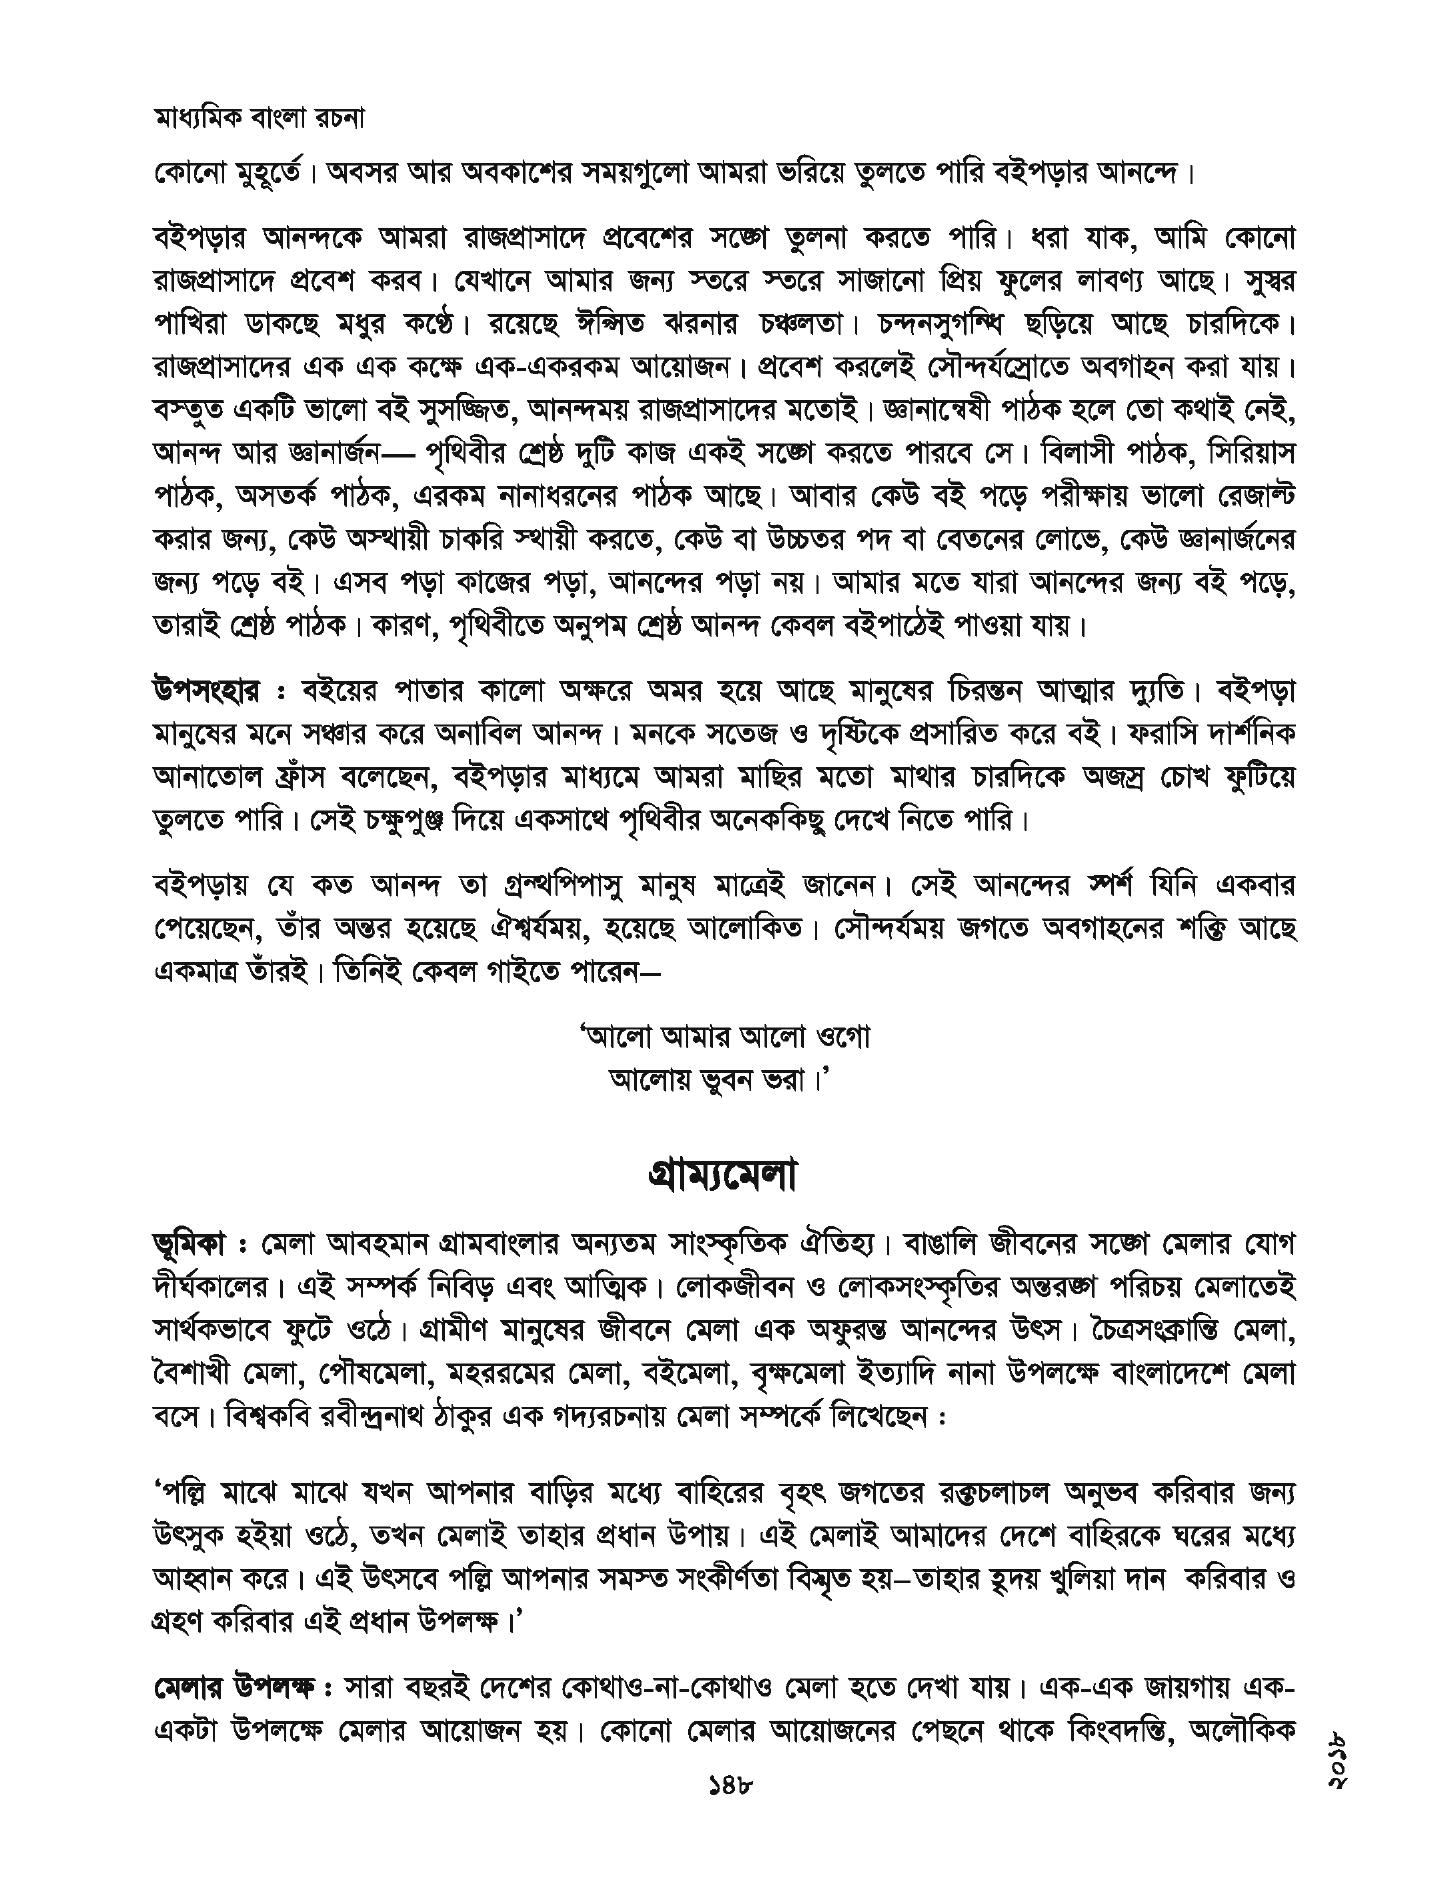 মাধ্যমিক বাংলা রচনা
কোনো মুহূর্তে। অবসর আর অবকাশের সময়গুলো আমরা ভরিয়ে তুলতে পারি বইপড়ার আনন্দে।
বইপড়ার আনন্দকে আমরা রাজপ্রাসাদে প্রবেশের সঙ্গে তুলনা করতে পারি। ধরা যাক, আমি কোনো
রাজপ্রাসাদে প্রবেশ করব। যেখানে আমার জন্য স্তরে স্তরে সাজানো প্রিয় ফুলের লাবণ্য আছে। সুস্বর
পাখিরা ডাকছে মধুর কণ্ঠে। রয়েছে ঈপ্সিত ঝরনার চঞ্চলতা। চন্দনসুগন্ধি ছড়িয়ে আছে চারদিকে।
রাজপ্রাসাদের এক এক কক্ষে এক-একরকম আয়োজন। প্রবেশ করলেই সৌন্দর্যস্রোতে অবগাহন করা যায়।
বস্তুত একটি ভালো বই সুসজ্জিত, আনন্দময় রাজপ্রাসাদের মতোই। জ্ঞানান্বেষী পাঠক হলে তো কথাই নেই,
আনন্দ আর জ্ঞানার্জন— পৃথিবীর শ্রেষ্ঠ দুটি কাজ একই সঙ্গে করতে পারবে সে। বিলাসী পাঠক, সিরিয়াস
পাঠক, অসতর্ক পাঠক, এরকম নানাধরনের পাঠক আছে। আবার কেউ বই পড়ে পরীক্ষায় ভালো রেজাল্ট
করার জন্য, কেউ অস্থায়ী চাকরি স্থায়ী করতে, কেউ বা উচ্চতর পদ বা বেতনের লোভে, কেউ জ্ঞানার্জনের
জন্য পড়ে বই। এসব পড়া কাজের পড়া, আনন্দের পড়া নয়। আমার মতে যারা আনন্দের জন্য বই পড়ে,
তারাই শ্রেষ্ঠ পাঠক। কারণ, পৃথিবীতে অনুপম শ্রেষ্ঠ আনন্দ কেবল বইপাঠেই পাওয়া যায়।
উপসংহার : বইয়ের পাতার কালো অক্ষরে অমর হয়ে আছে মানুষের চিরন্তন আত্মার দ্যুতি। বইপড়া
মানুষের মনে সঞ্চার করে অনাবিল আনন্দ। মনকে সতেজ ও দৃষ্টিকে প্রসারিত করে বই। ফরাসি দার্শনিক
আনাতোল ফ্রাঁস বলেছেন, বইপড়ার মাধ্যমে আমরা মাছির মতো মাথার চারদিকে অজস্র চোখ ফুটিয়ে
তুলতে পারি। সেই চক্ষুপুঞ্জ দিয়ে একসাথে পৃথিবীর অনেককিছু দেখে নিতে পারি।
বইপড়ায় যে কত আনন্দ তা গ্রন্থপিপাসু মানুষ মাত্রেই জানেন। সেই আনন্দের স্পর্শ যিনি একবার
পেয়েছেন, তাঁর অন্তর হয়েছে ঐশ্বর্যময়, হয়েছে আলোকিত। সৌন্দর্যময় জগতে অবগাহনের শক্তি আছে
একমাত্র তাঁরই। তিনিই কেবল গাইতে পারেন—
‘আলো আমার আলো ওগো
আলোয় ভুবন ভরা।’
গ্রাম্যমেলা
ভূমিকা : মেলা আবহমান গ্রামবাংলার অন্যতম সাংস্কৃতিক ঐতিহ্য। বাঙালি জীবনের সঙ্গে মেলার যোগ
দীর্ঘকালের। এই সম্পর্ক নিবিড় এবং আত্মিক। লোকজীবন ও লোকসংস্কৃতির অন্তরঙ্গ পরিচয় মেলাতেই
সার্থকভাবে ফুটে ওঠে। গ্রামীণ মানুষের জীবনে মেলা এক অফুরন্ত আনন্দের উৎস। চৈত্রসংক্রান্তি মেলা,
বৈশাখী মেলা, পৌষমেলা, মহররমের মেলা, বইমেলা, বৃক্ষমেলা ইত্যাদি নানা উপলক্ষে বাংলাদেশে মেলা
বসে। বিশ্বকবি রবীন্দ্রনাথ ঠাকুর এক গদ্যরচনায় মেলা সম্পর্কে লিখেছেন :
‘পল্লি মাঝে মাঝে যখন আপনার বাড়ির মধ্যে বাহিরের বৃহৎ জগতের রক্তচলাচল অনুভব করিবার জন্য
উৎসুক হইয়া ওঠে, তখন মেলাই তাহার প্রধান উপায়। এই মেলাই আমাদের দেশে বাহিরকে ঘরের মধ্যে
আহ্বান করে। এই উৎসবে পল্লি আপনার সমস্ত সংকীর্ণতা বিস্মৃত হয়–তাহার হূদয় খুলিয়া দান করিবার ও
গ্রহণ করিবার এই প্রধান উপলক্ষ।’
মেলার উপলক্ষ : সারা বছরই দেশের কোথাও-না-কোথাও মেলা হতে দেখা যায়। এক-এক জায়গায় এক-
একটা উপলক্ষে মেলার আয়োজন হয়। কোনো মেলার আয়োজনের পেছনে থাকে কিংবদন্তি, অলৌকিক
১৪৮
২০১৮